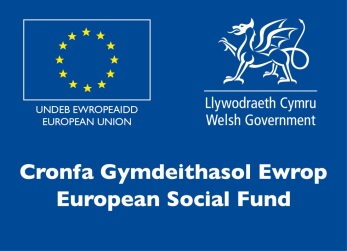 UNDEB EWROPEAIDD
EUROPEAN UNION
Llywodraeth Cymru
Welsh Government
Cronfa Gymdeithasol Ewrop
European Social Fund